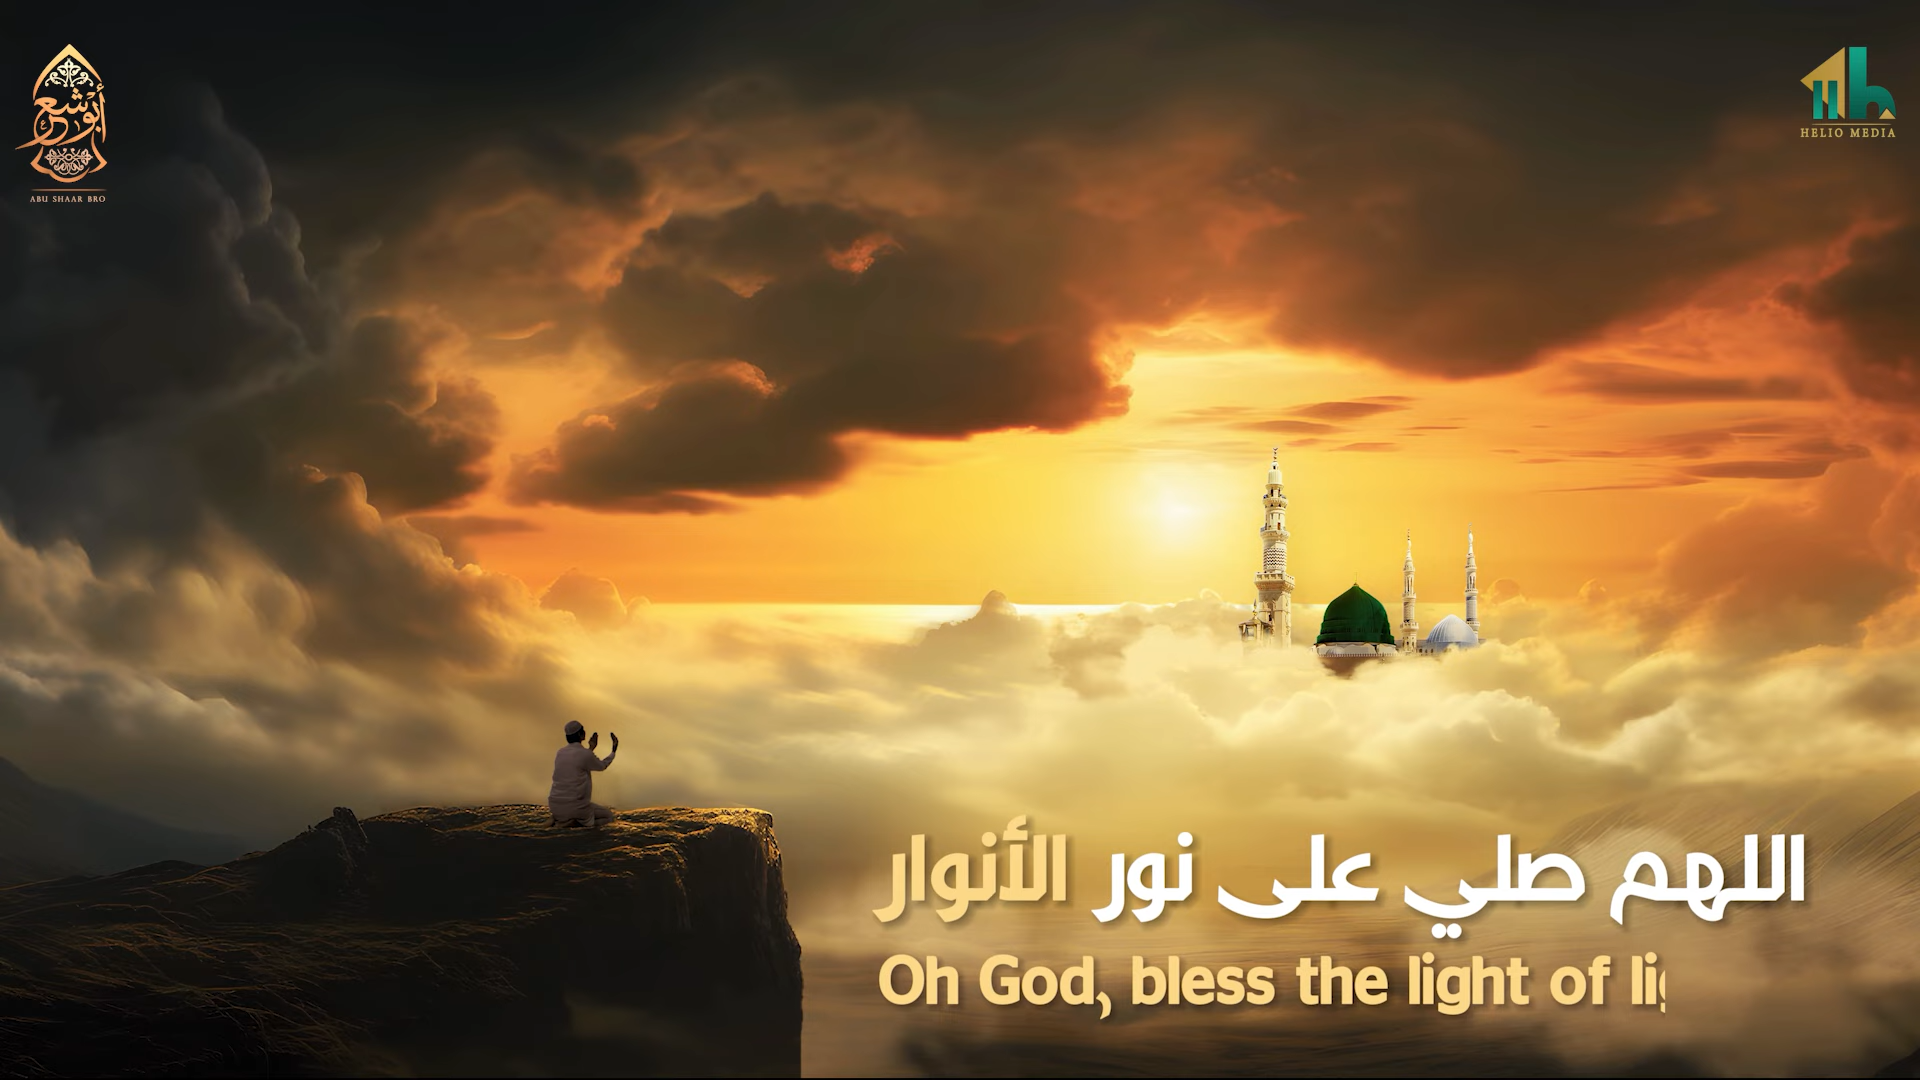 أبو شعر
ABU SHAAR BRO
HELIO MEDIA
اللهم صلي على نور الأنوار
Oh God, bless the light of